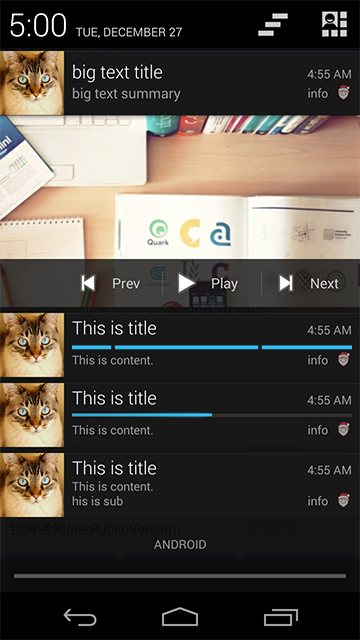 5:00 TUE, DECEMBER 27
big text title
4:55 AM
big text summary
info
Quark
Prev
Play
Next
This is title
4:55 AM
This is content.
info
This is title
4:55 AM
This is content.
info
This is title
4:55 AM
This is content.
his is sub
info
(setPublicVersion)
ANDROID